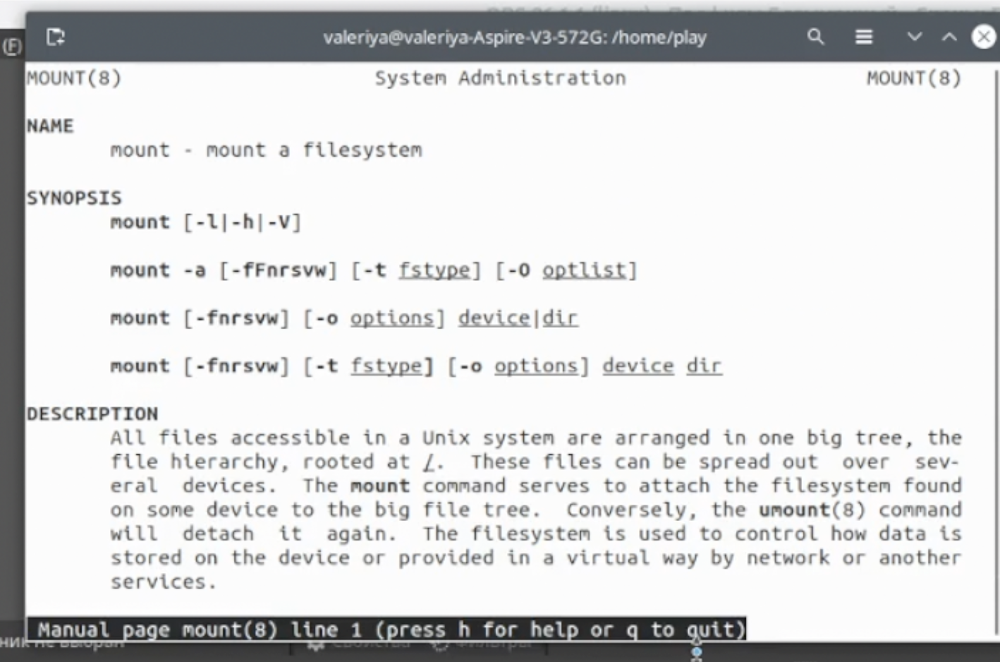 (F)
valeriya@valeriya-Aspire-V3-572G: /home/play
MOUNT(8) System Administration MOUNT(8)
NAME
mount - mount a filesystem
SYNOPSIS
mount [-l|-h|-V]
mount -a [-fFnrsvw] [-t fstype] [-O optlist]
mount [-fnrsvw] [-o options] device|dir
mount [-fnrsvw] [-t fstype] [-o options] device dir
DESCRIPTION
All files accessible in a Unix system are arranged in one big tree, the
file hierarchy, rooted at /. These files can be spread out over sev-
eral devices. The mount command serves to attach the filesystem found
on some device to the big file tree. Conversely, the umount(8) command
will detach it again. The filesystem is used to control how data is
stored on the device or provided in a virtual way by network or another
services.
Manual page mount(8) line 1 (press h for help or q to quit)
не выбран Свойства Фильтры